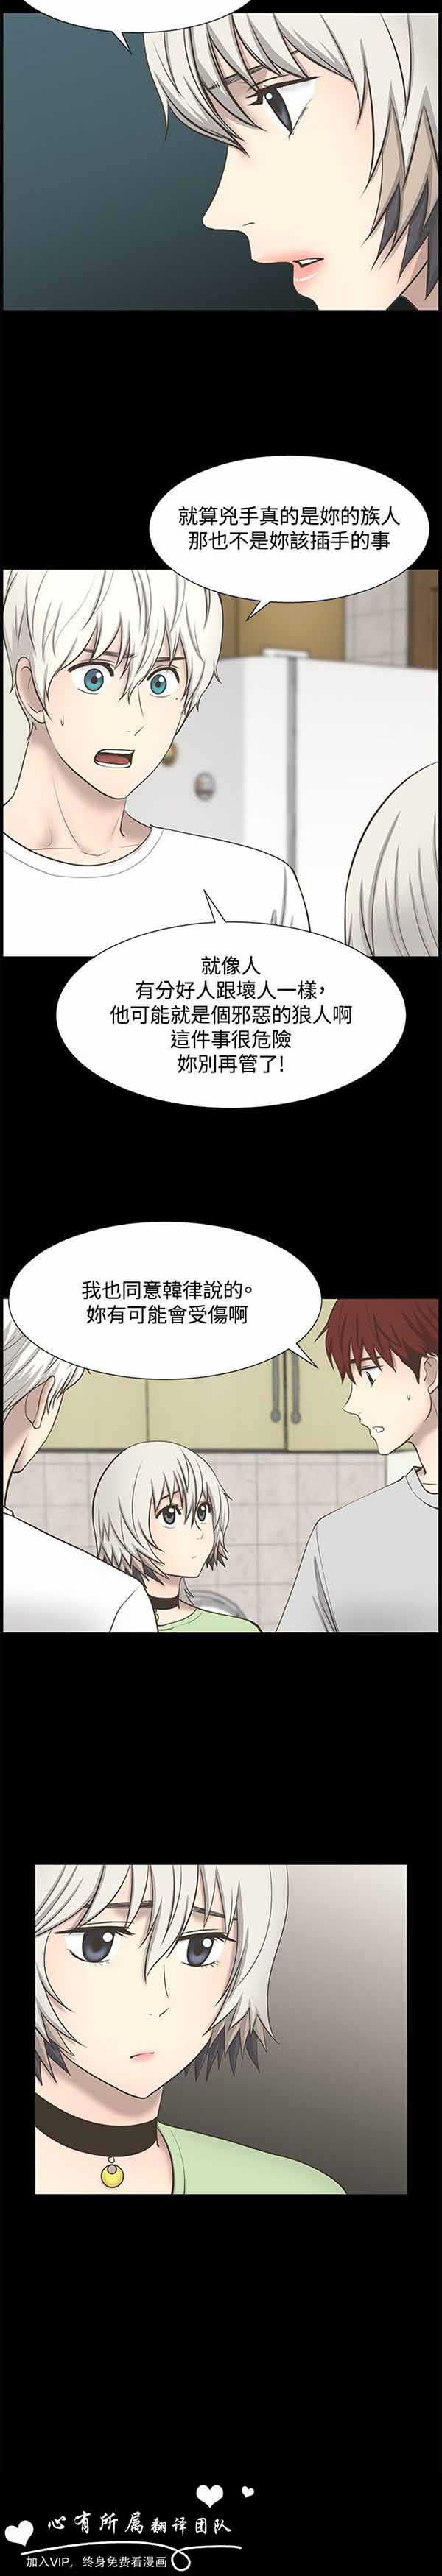 就算兇手真的是妳的族人
那也不是妳該插手的事
就像人
有分好人跟壞人一樣，
他可能就是個邪惡的狼人啊
這件事很危險
妳別再管了!
我也同意韓律說的。
妳有可能會受傷啊
心有所属翻译团队
加入VIP，终身免费看漫画